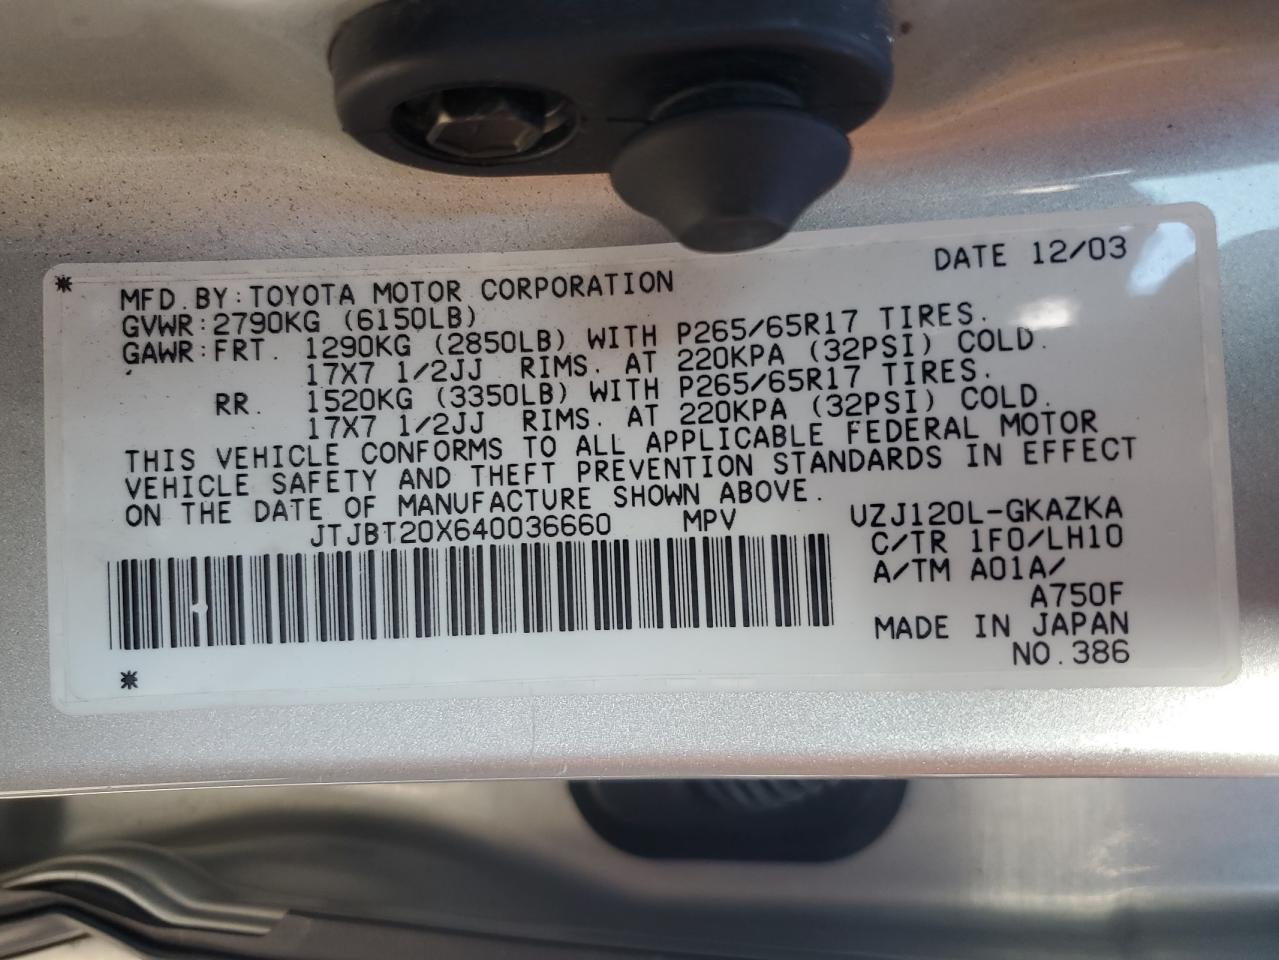 DATE 12/03
MFD. BY: TOYOTA MOTOR CORPORATION
GVWR: 2790KG (6150LB)
GAWR: FRT. 1290KG (2850LB) WITH P265/65R17 TIRES.
17X7 1/2JJ RIMS. AT 220KPA (32PSI) COLD.
RR. 1520KG (3350LB) WITH P265/65R17 TIRES.
17X7 1/2JJ RIMS. AT 220KPA (32PSI) COLD.
THIS VEHICLE CONFORMS TO ALL APPLICABLE FEDERAL MOTOR
VEHICLE SAFETY AND THEFT PREVENTION STANDARDS IN EFFECT
ON THE DATE OF MANUFACTURE SHOWN ABOVE.
JTJBT20X640036660 MPV
UZJ120L-GKAZKA
C/TR 1F0/LH10
A/TM A01A/
A750F
MADE IN JAPAN
NO. 386